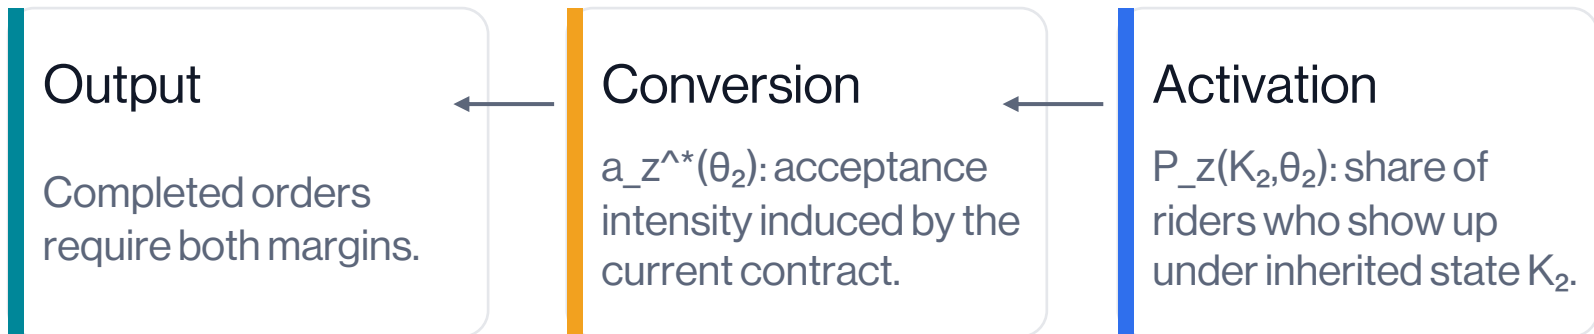 Output
Completed orders
require both margins.
Conversion
a_z^*(θ₂): acceptance
intensity induced by the
current contract.
Activation
P_z(K₂,θ₂): share of
riders who show up
under inherited state K₂.